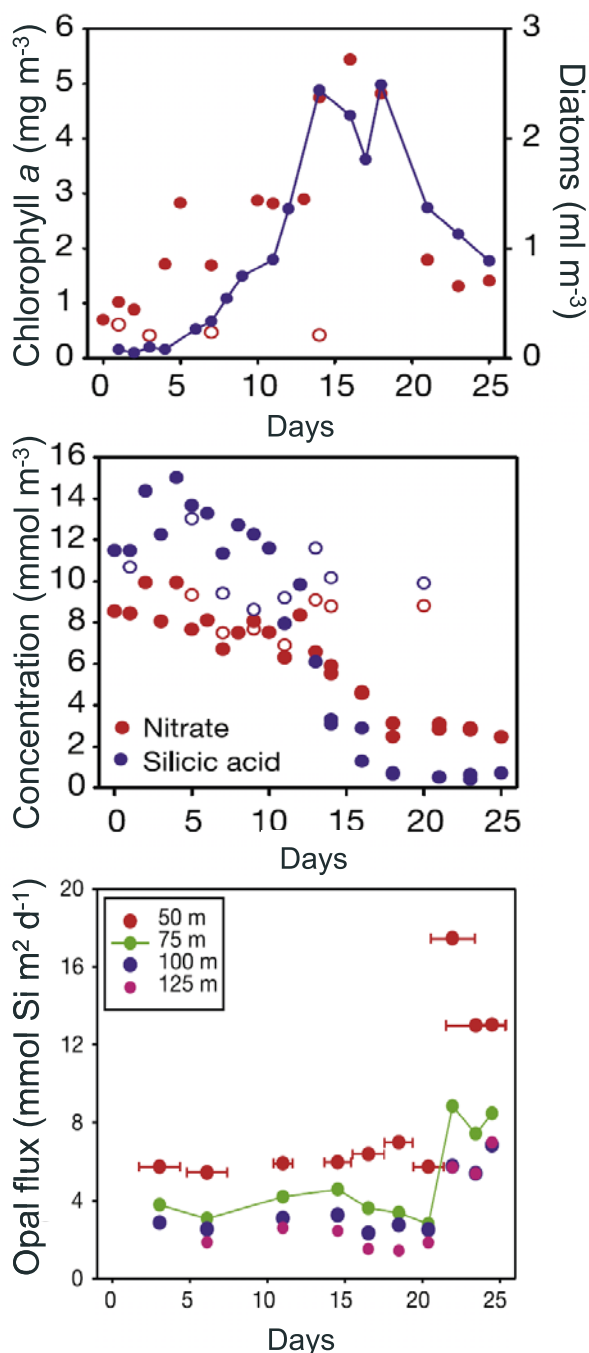 Chlorophyll a (mg m-3)
6
5
4
3
2
1
0
3
2
1
0
Diatoms (ml m-3)
0 5 10 15 20 25
Days
Concentration (mmol m-3)
16
14
12
10
8
6
4
2
0
Nitrate
Silicic acid
0 5 10 15 20 25
Days
Opal flux (mmol Si m2 d-1)
20
16
12
8
4
0
50 m
75 m
100 m
125 m
0 5 10 15 20 25
Days